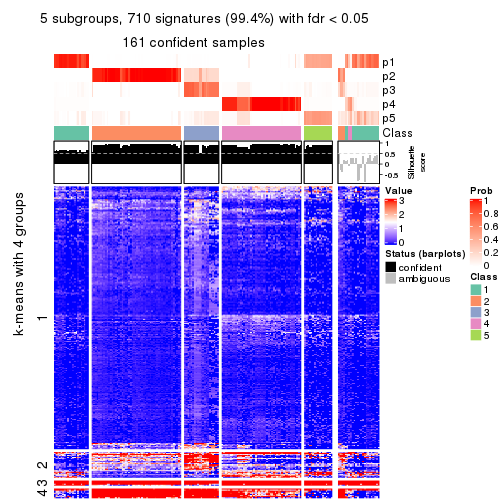 5 subgroups, 710 signatures (99.4%) with fdr < 0.05
161 confident samples
p1
p2
p3
p4
p5
Class
1
0.5
0
-0.5
Silhouette
score
k-means with 4 groups
1
2
3
4
Value
3
2
1
0
Status (barplots)
confident
ambiguous
Prob
1
0.8
0.6
0.4
0.2
0
Class
1
2
3
4
5